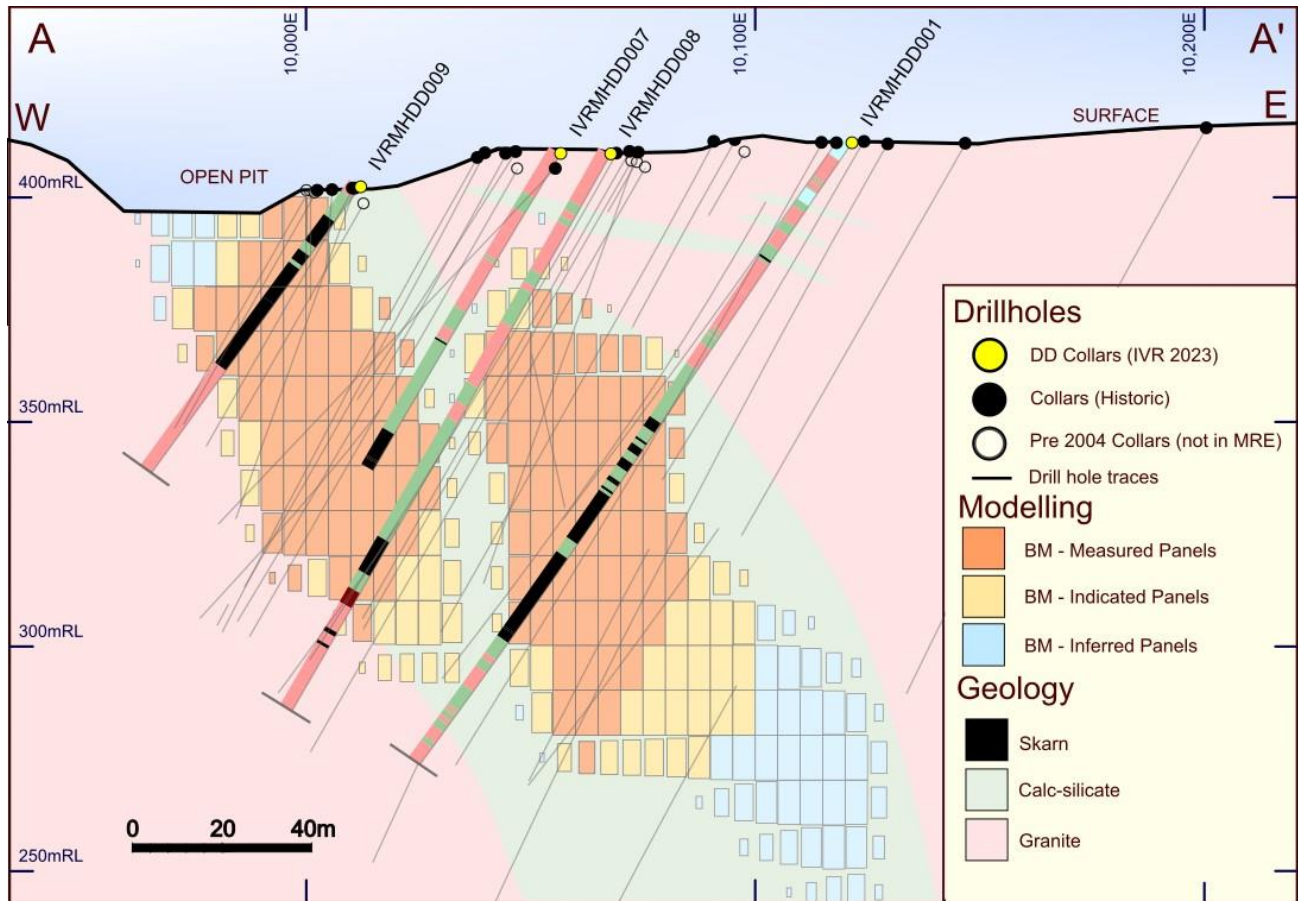 A
A'
W
E
10,000E
10,100E
10,200E
IVRMHDD009
IVRMHDD007
IVRMHDD008
IVRMHDD001
SURFACE
OPEN PIT
400mRL
350mRL
300mRL
250mRL
0 20 40m
Drillholes
DD Collars (IVR 2023)
Collars (Historic)
Pre 2004 Collars (not in MRE)
Drill hole traces
Modelling
BM - Measured Panels
BM - Indicated Panels
BM - Inferred Panels
Geology
Skarn
Calc-silicate
Granite